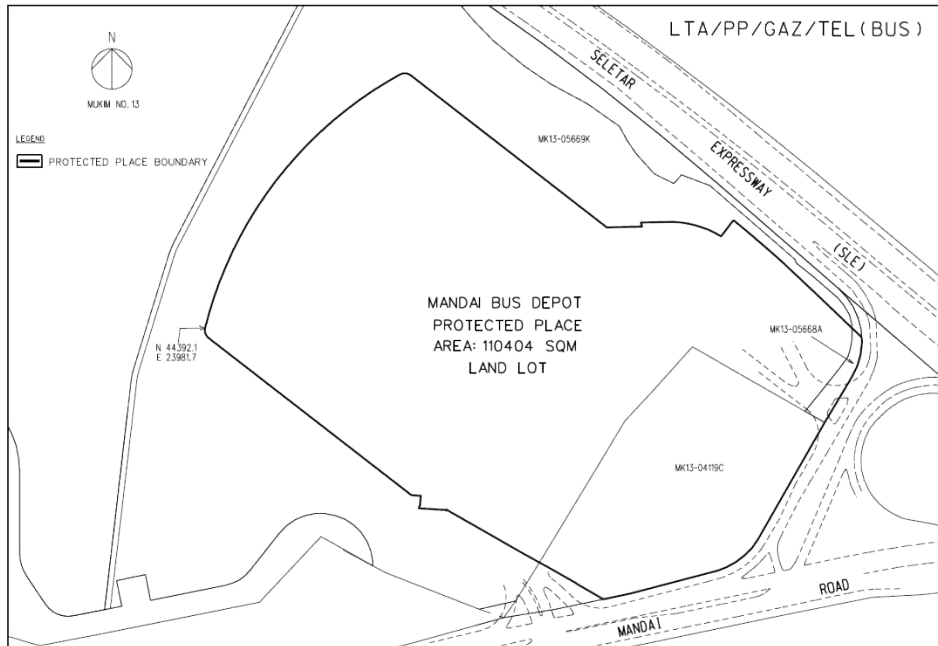 LTA/PP/GAZ/TEL(BUS)
N
MUKIM NO. 13
LEGEND
PROTECTED PLACE BOUNDARY
SELETAR
EXPRESSWAY
(SLE)
MK13-05669K
MANDAI BUS DEPOT
PROTECTED PLACE
AREA: 110404 SQM
LAND LOT
N 44392.1
E 23981.7
MK13-05668A
MK13-04119C
MANDAI
ROAD